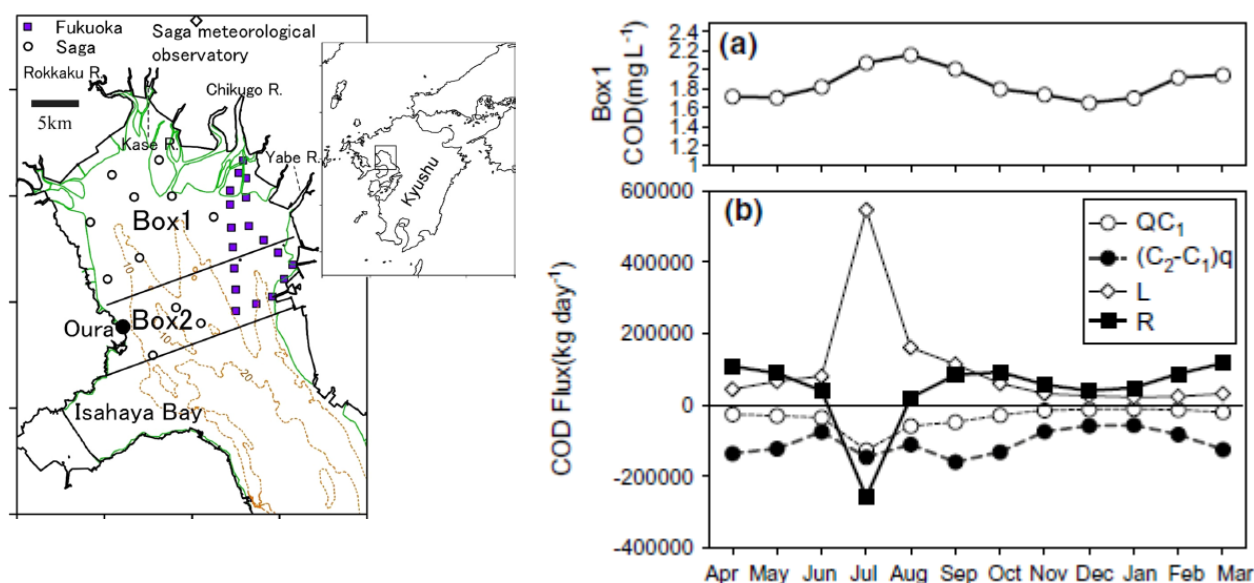 Fukuoka
Saga
Saga meteorological
observatory
Rokkaku R.
5km
Chikugo R.
Kase R.
Yabe R.
Box1
10
10
20
Oura
Box2
Isahaya Bay
Kyushu
(a)
Box1
COD(mg L⁻¹)
2.4
2.2
2
1.8
1.6
1.4
1.2
1
(b)
COD Flux(kg day⁻¹)
600000
400000
200000
0
-200000
-400000
QC₁
(C₂-C₁)q
L
R
Apr May Jun Jul Aug Sep Oct Nov Dec Jan Feb Mar